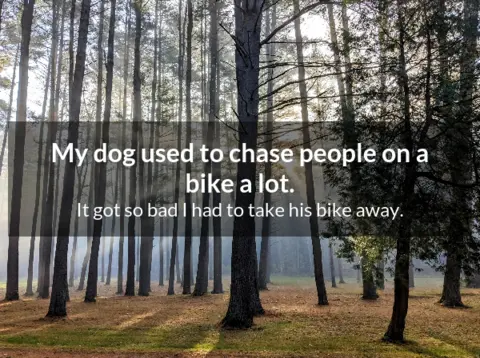 My dog used to chase people on a
bike a lot.
It got so bad I had to take his bike away.